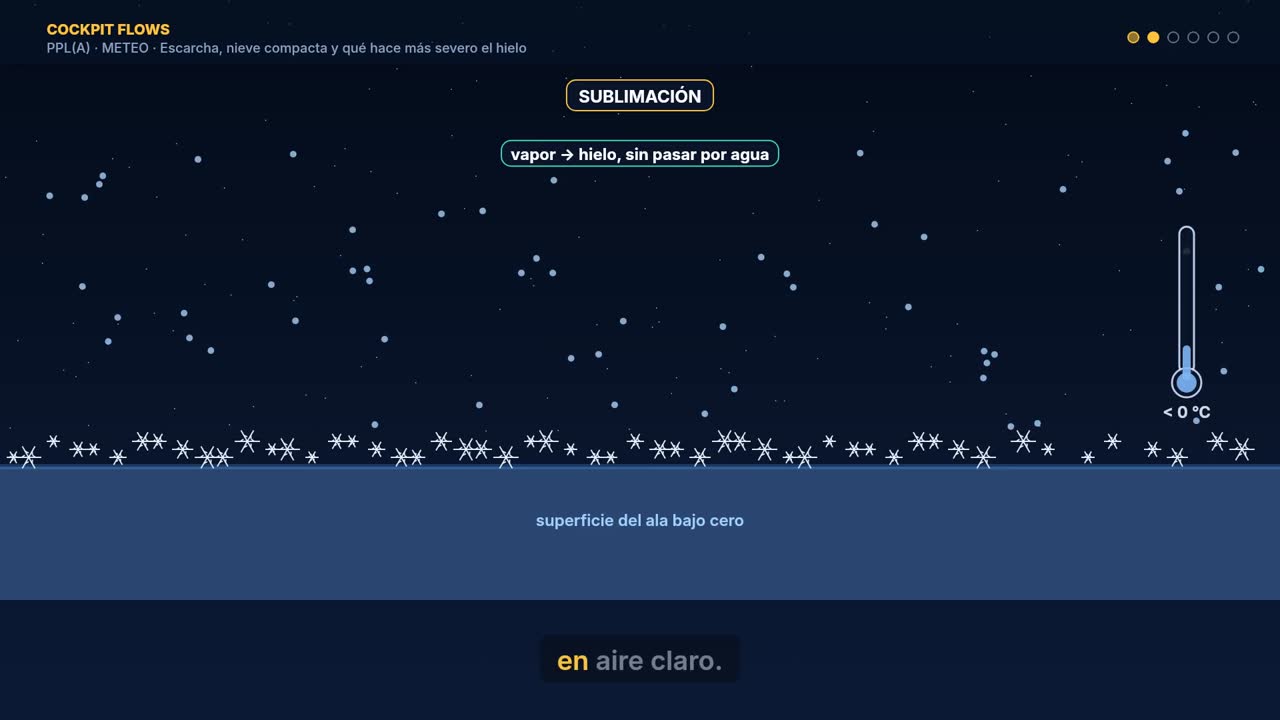 COCKPIT FLOWS
PPL(A) · METEO · Escarcha, nieve compacta y qué hace más severo el hielo
SUBLIMACIÓN
vapor → hielo, sin pasar por agua
< 0 °C
superficie del ala bajo cero
en aire claro.